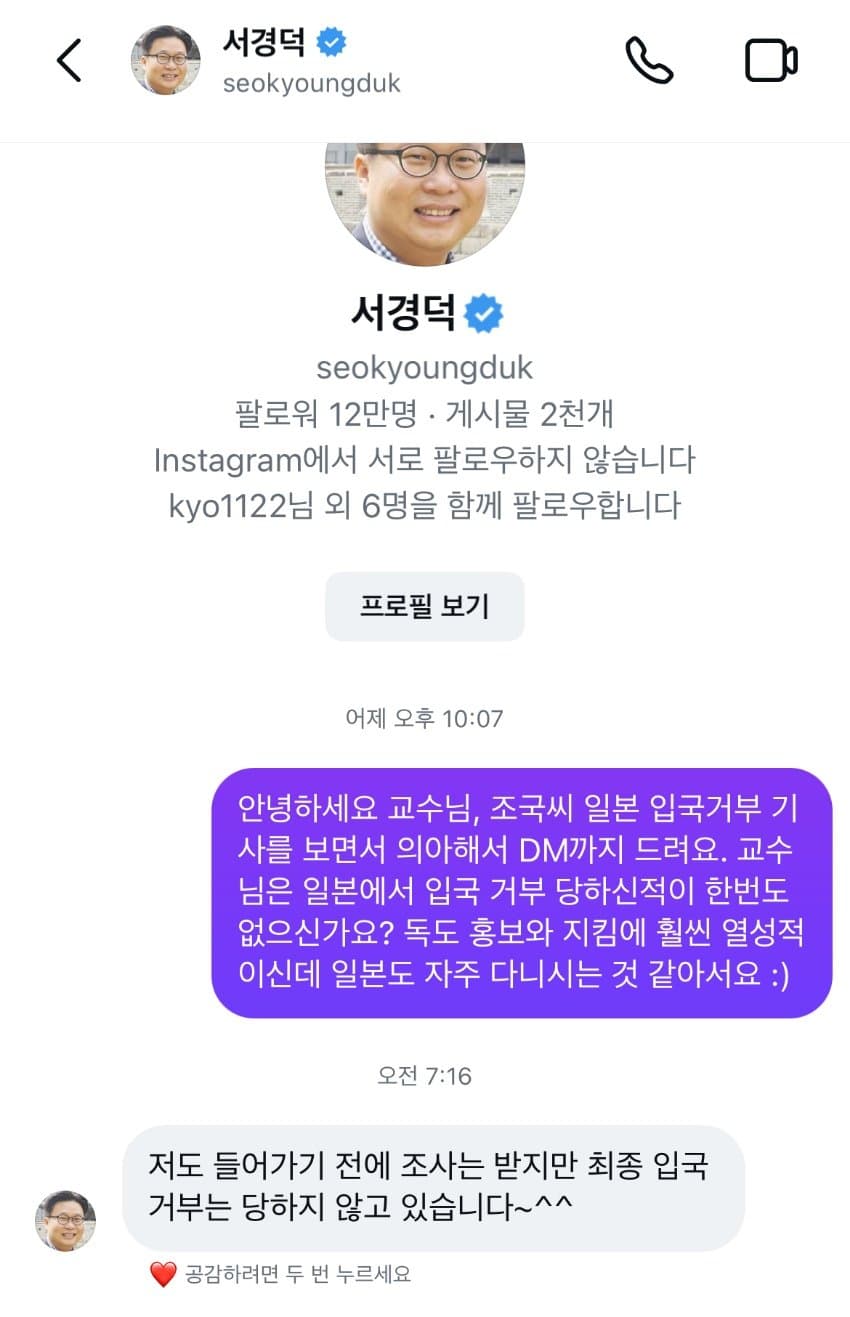 서경덕
seokyoungduk
서경덕
seokyoungduk
팔로워 12만명 · 게시물 2천개
Instagram에서 서로 팔로우하지 않습니다
kyo1122님 외 6명을 함께 팔로우합니다
프로필 보기
어제 오후 10:07
안녕하세요 교수님, 조국씨 일본 입국거부 기
사를 보면서 의아해서 DM까지 드려요. 교수
님은 일본에서 입국 거부 당하신적이 한번도
없으신가요? 독도 홍보와 지킴에 훨씬 열성적
이신데 일본도 자주 다니시는 것 같아서요 :)
오전 7:16
저도 들어가기 전에 조사는 받지만 최종 입국
거부는 당하지 않고 있습니다~^^
❤️ 공감하려면 두 번 누르세요